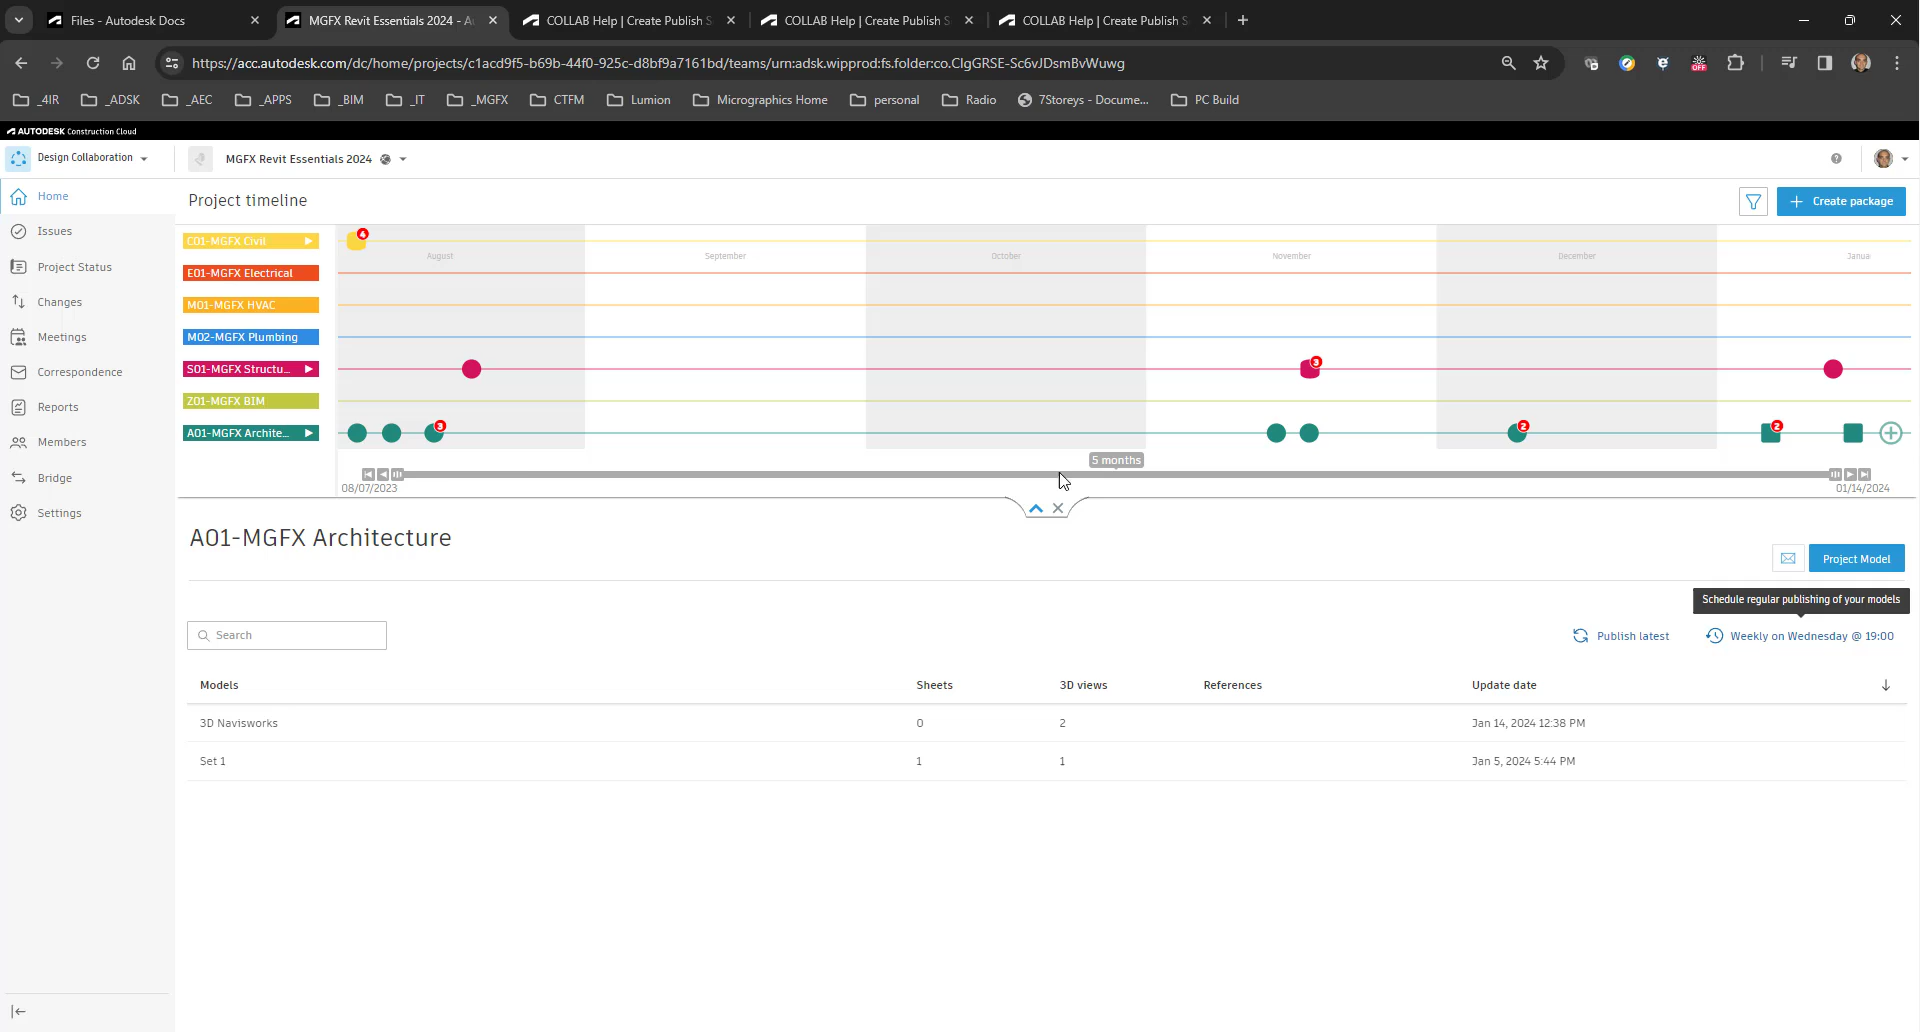 Files - Autodesk Docs
MGFX Revit Essentials 2024 - A
COLLAB Help | Create Publish S
COLLAB Help | Create Publish S
COLLAB Help | Create Publish S
https://acc.autodesk.com/dc/home/projects/c1acd9f5-b69b-44f0-925c-d8bf9a7161bd/teams/urn:adsk.wipprod:fs.folder:co.CIgGRSE-Sc6vJDsmBvWuwg
OFF
_4IR
_ADSK
_AEC
_APPS
_BIM
_IT
_MGFX
CTFM
Lumion
Micrographics Home
personal
Radio
7Storeys - Docume...
PC Build
AUTODESK Construction Cloud
Design Collaboration
MGFX Revit Essentials 2024
Home
Issues
Project Status
Changes
Meetings
Correspondence
Reports
Members
Bridge
Settings
Project timeline
Create package
C01-MGFX Civil
4
August
September
October
November
December
Janua
E01-MGFX Electrical
M01-MGFX HVAC
M02-MGFX Plumbing
S01-MGFX Structu...
3
Z01-MGFX BIM
A01-MGFX Archite...
3
2
2
5 months
08/07/2023
01/14/2024
A01-MGFX Architecture
Project Model
Schedule regular publishing of your models
Search
Publish latest
Weekly on Wednesday @ 19:00
Models Sheets 3D views References Update date
3D Navisworks 0 2 Jan 14, 2024 12:38 PM
Set 1 1 1 Jan 5, 2024 5:44 PM